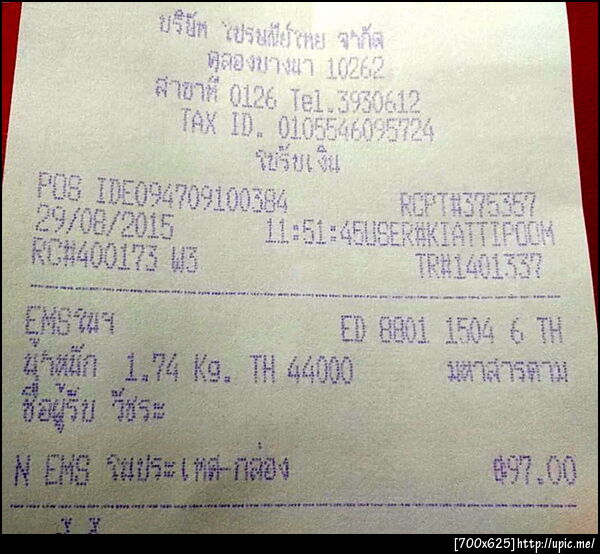 บริษัท ไปรษณีย์ไทย จำกัด
คลองบางนา 10262
สาขาที่ 0126 Tel.3930612
TAX ID. 0105546095724
ใบรับเงิน
POS IDE094709100384 RCPT#375357
29/08/2015 11:51:45USER#KIATTIPOOM
RC#400173 W3 TR#1401337
EMSในฯ ED 8801 1504 6 TH
น้ำหนัก 1.74 Kg. TH 44000 มหาสารคาม
ชื่อผู้รับ วัชระ
N EMS ในประเทศ-กล่อง ฿97.00
[700x625]http://upic.me/